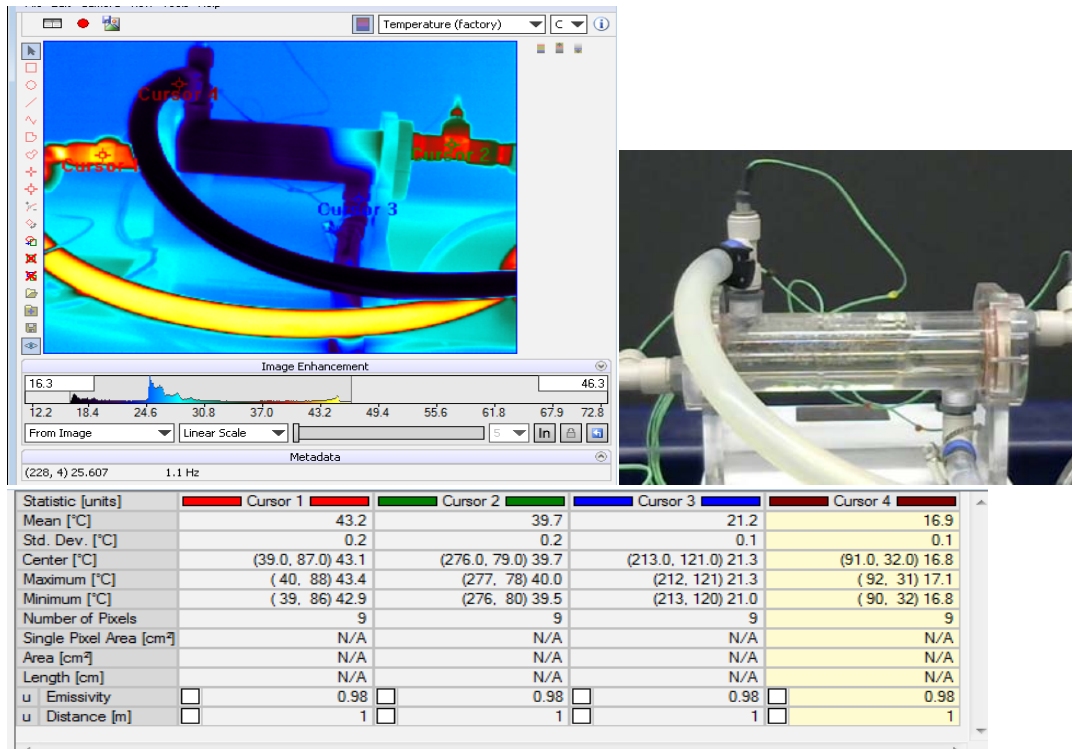 Temperature (factory) C
Cursor 4
Cursor 1
Cursor 2
Cursor 3
Image Enhancement
16.3 46.3
12.2 18.4 24.6 30.8 37.0 43.2 49.4 55.6 61.8 67.9 72.8
From Image Linear Scale 5 In
Metadata
(228, 4) 25.607 1.1 Hz
Statistic [units] Cursor 1 Cursor 2 Cursor 3 Cursor 4
Mean [°C] 43.2 39.7 21.2 16.9
Std. Dev. [°C] 0.2 0.2 0.1 0.1
Center [°C] (39.0, 87.0) 43.1 (276.0, 79.0) 39.7 (213.0, 121.0) 21.3 (91.0, 32.0) 16.8
Maximum [°C] ( 40, 88) 43.4 (277, 78) 40.0 (212, 121) 21.3 ( 92, 31) 17.1
Minimum [°C] ( 39, 86) 42.9 (276, 80) 39.5 (213, 120) 21.0 ( 90, 32) 16.8
Number of Pixels 9 9 9 9
Single Pixel Area [cm²] N/A N/A N/A N/A
Area [cm²] N/A N/A N/A N/A
Length [cm] N/A N/A N/A N/A
u Emissivity 0.98 0.98 0.98 0.98
u Distance [m] 1 1 1 1